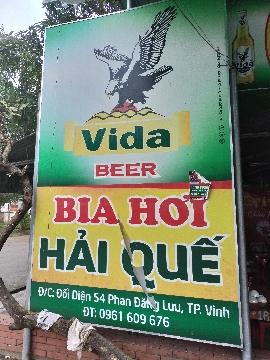 Vida
BEER
BIA HƠI
HẢI QUẾ
Đ/C: Đối Diện 54 Phan Đăng Lưu, TP. Vinh
ĐT: 0961 609 676